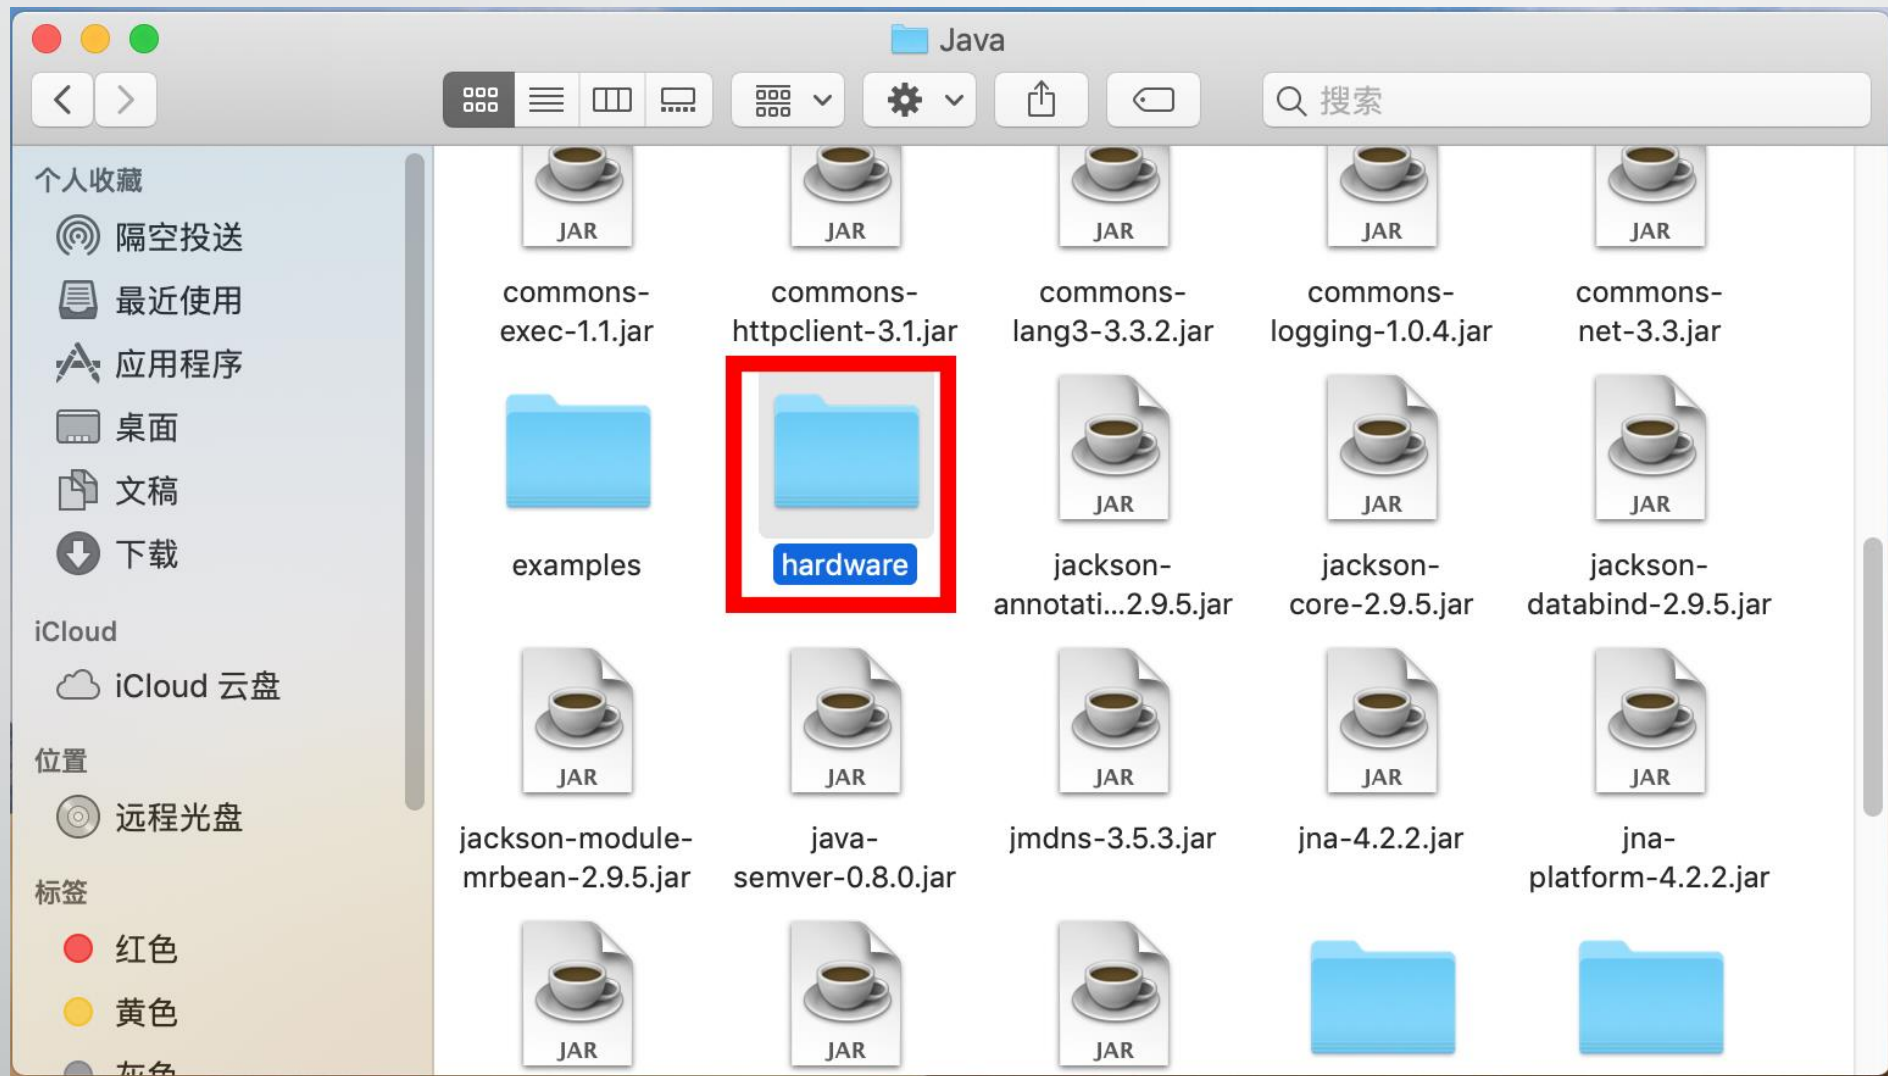 Java
搜索
个人收藏
隔空投送
最近使用
应用程序
桌面
文稿
下载
iCloud
iCloud 云盘
位置
远程光盘
标签
红色
黄色
灰色
JAR
JAR
JAR
JAR
JAR
commons-
exec-1.1.jar
commons-
httpclient-3.1.jar
commons-
lang3-3.3.2.jar
commons-
logging-1.0.4.jar
commons-
net-3.3.jar
JAR
JAR
JAR
examples
hardware
jackson-
annotati...2.9.5.jar
jackson-
core-2.9.5.jar
jackson-
databind-2.9.5.jar
JAR
JAR
JAR
JAR
JAR
jackson-module-
mrbean-2.9.5.jar
java-
semver-0.8.0.jar
jmdns-3.5.3.jar
jna-4.2.2.jar
jna-
platform-4.2.2.jar
JAR
JAR
JAR